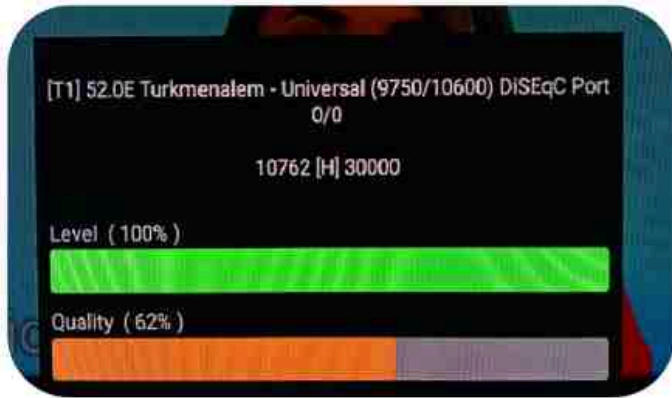 [T1] 52.0E Turkmenalem - Universal (9750/10600) DiSEqC Port
0/0
10762 [H] 30000
Level ( 100% )
Quality ( 62% )